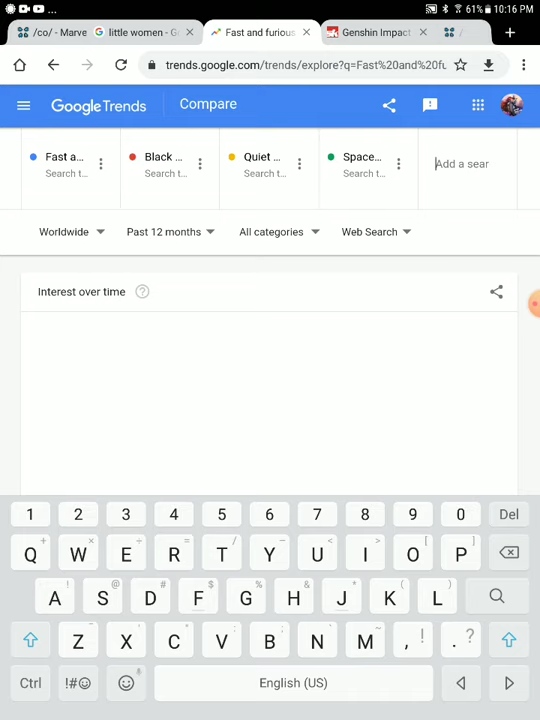 ... 61% 10:16 PM
/co/ - Marve
little women - G
Fast and furious
Genshin Impact
/
trends.google.com/trends/explore?q=Fast%20and%20fu
Google Trends Compare
Fast a...
Search t...
Black ...
Search t...
Quiet ...
Search t...
Space...
Search t...
Add a sear
Worldwide Past 12 months All categories Web Search
Interest over time ?
1 2 3 4 5 6 7 8 9 0 Del
+ × ÷ = / _ < > [ ]
Q W E R T Y U I O P
! @ # $ % & * ( )
A S D F G H J K L
Z X C V B N M , ! . ?
Ctrl !#☺ English (US)